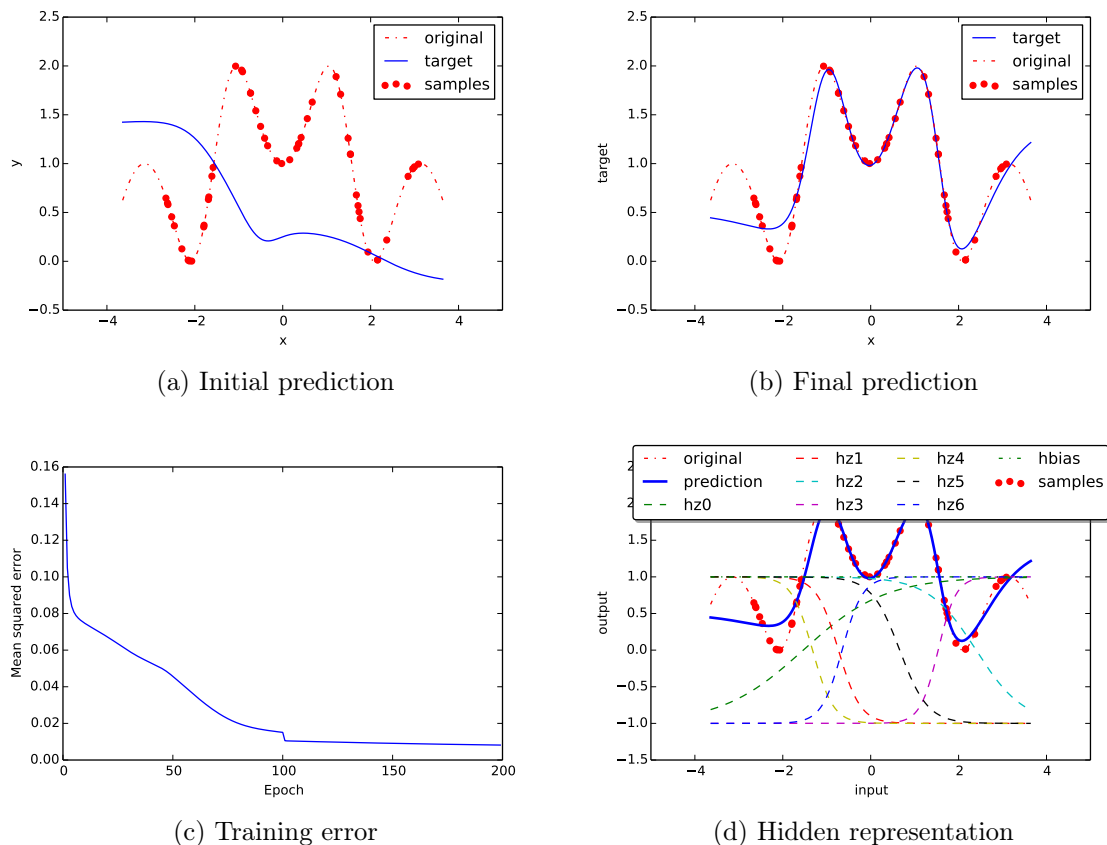 2.5
2.0
1.5
1.0
0.5
0.0
−0.5
y
−4 −2 0 2 4
x
original
target
samples
(a) Initial prediction
2.5
2.0
1.5
1.0
0.5
0.0
−0.5
target
−4 −2 0 2 4
x
target
original
samples
(b) Final prediction
0.16
0.14
0.12
0.10
0.08
0.06
0.04
0.02
0.00
Mean squared error
0 50 100 150 200
Epoch
(c) Training error
original hz1 hz4 hbias
prediction hz2 hz5 samples
hz0 hz3 hz6
1.5
1.0
0.5
0.0
−0.5
−1.0
−1.5
output
−4 −2 0 2 4
input
(d) Hidden representation